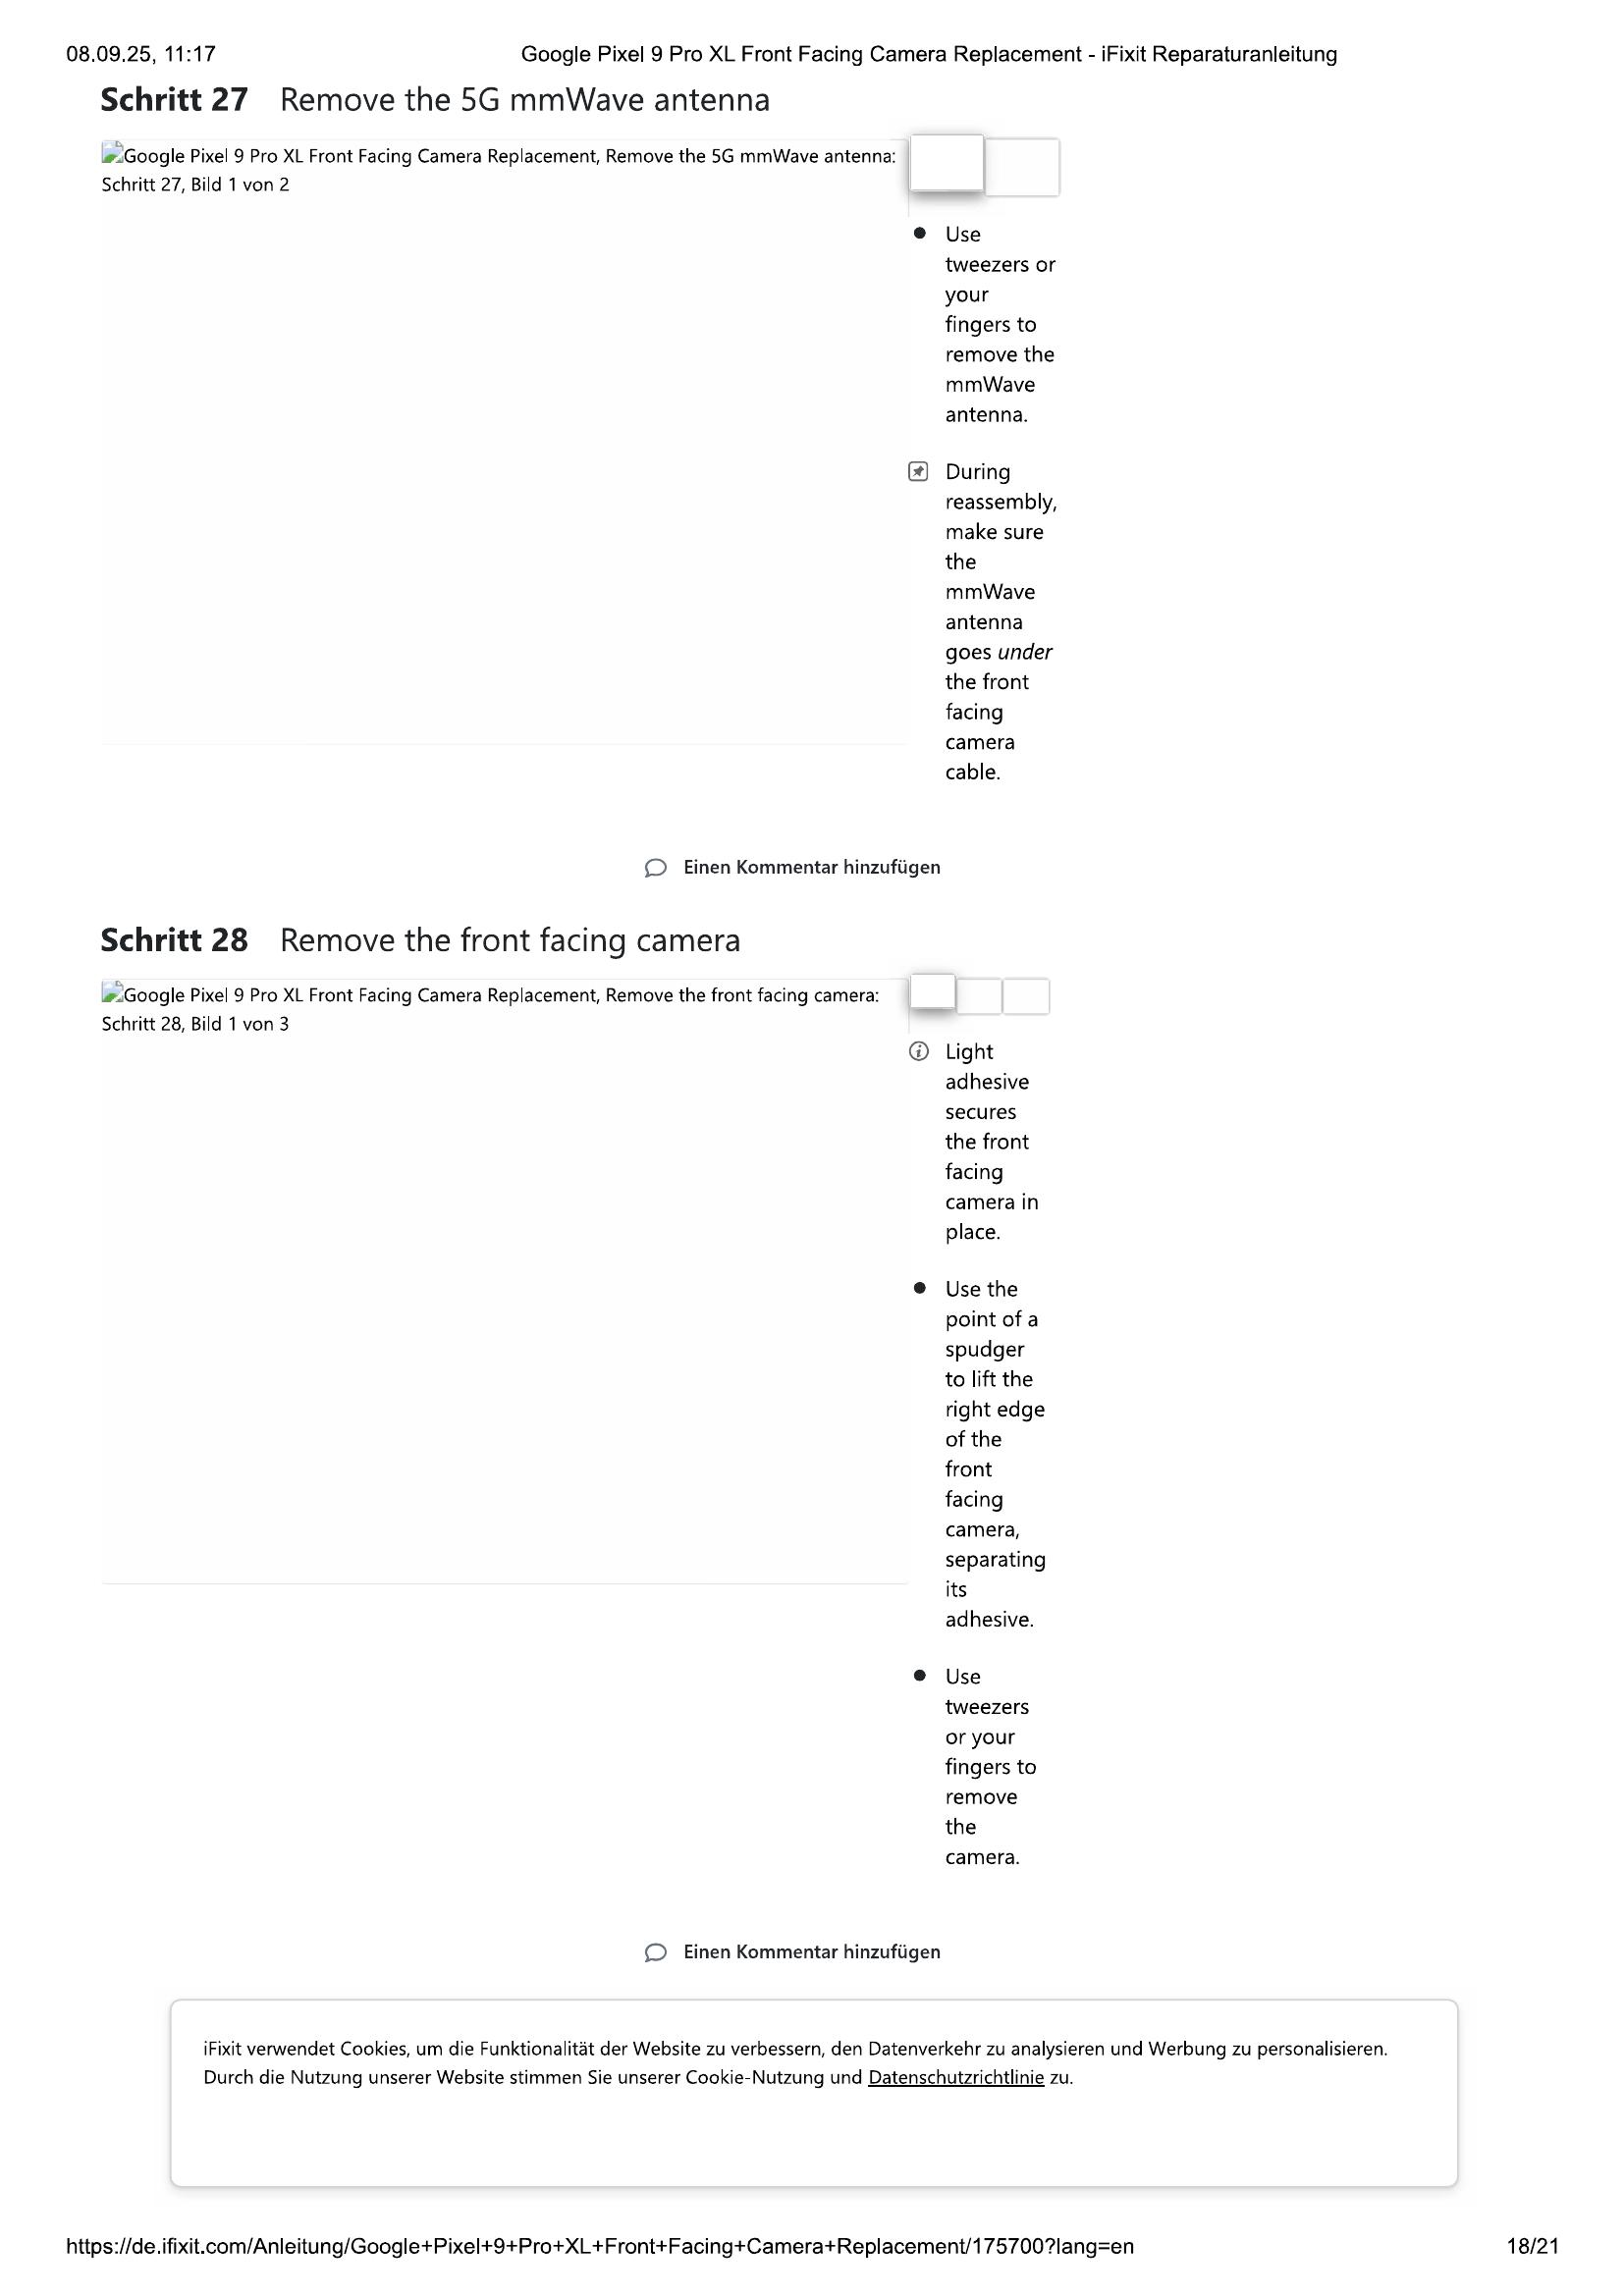 08.09.25, 11:17
Google Pixel 9 Pro XL Front Facing Camera Replacement - iFixit Reparaturanleitung
Schritt 27 Remove the 5G mmWave antenna
Google Pixel 9 Pro XL Front Facing Camera Replacement, Remove the 5G mmWave antenna:
Schritt 27, Bild 1 von 2
Use
tweezers or
your
fingers to
remove the
mmWave
antenna.
During
reassembly,
make sure
the
mmWave
antenna
goes under
the front
facing
camera
cable.
Einen Kommentar hinzufügen
Schritt 28 Remove the front facing camera
Google Pixel 9 Pro XL Front Facing Camera Replacement, Remove the front facing camera:
Schritt 28, Bild 1 von 3
Light
adhesive
secures
the front
facing
camera in
place.
Use the
point of a
spudger
to lift the
right edge
of the
front
facing
camera,
separating
its
adhesive.
Use
tweezers
or your
fingers to
remove
the
camera.
Einen Kommentar hinzufügen
iFixit verwendet Cookies, um die Funktionalität der Website zu verbessern, den Datenverkehr zu analysieren und Werbung zu personalisieren.
Durch die Nutzung unserer Website stimmen Sie unserer Cookie-Nutzung und Datenschutzrichtlinie zu.
https://de.ifixit.com/Anleitung/Google+Pixel+9+Pro+XL+Front+Facing+Camera+Replacement/175700?lang=en
18/21